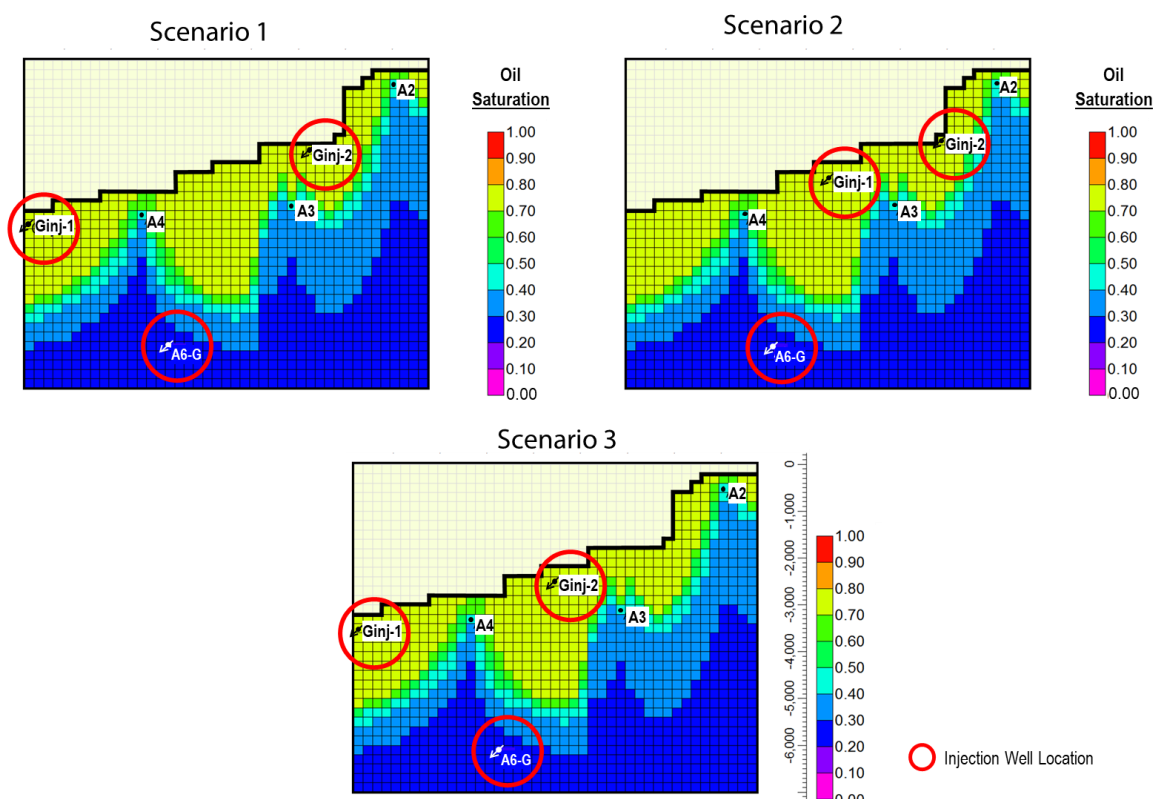 Scenario 1
A2
Ginj-2
A3
A4
Ginj-1
A6-G
Oil
Saturation
1.00
0.90
0.80
0.70
0.60
0.50
0.40
0.30
0.20
0.10
0.00
Scenario 2
A2
Ginj-2
Ginj-1
A3
A4
A6-G
Oil
Saturation
1.00
0.90
0.80
0.70
0.60
0.50
0.40
0.30
0.20
0.10
0.00
Scenario 3
A2
Ginj-2
A3
Ginj-1
A4
A6-G
0
-1,000
-2,000
-3,000
-4,000
-5,000
-6,000
1.00
0.90
0.80
0.70
0.60
0.50
0.40
0.30
0.20
0.10
0.00
Injection Well Location